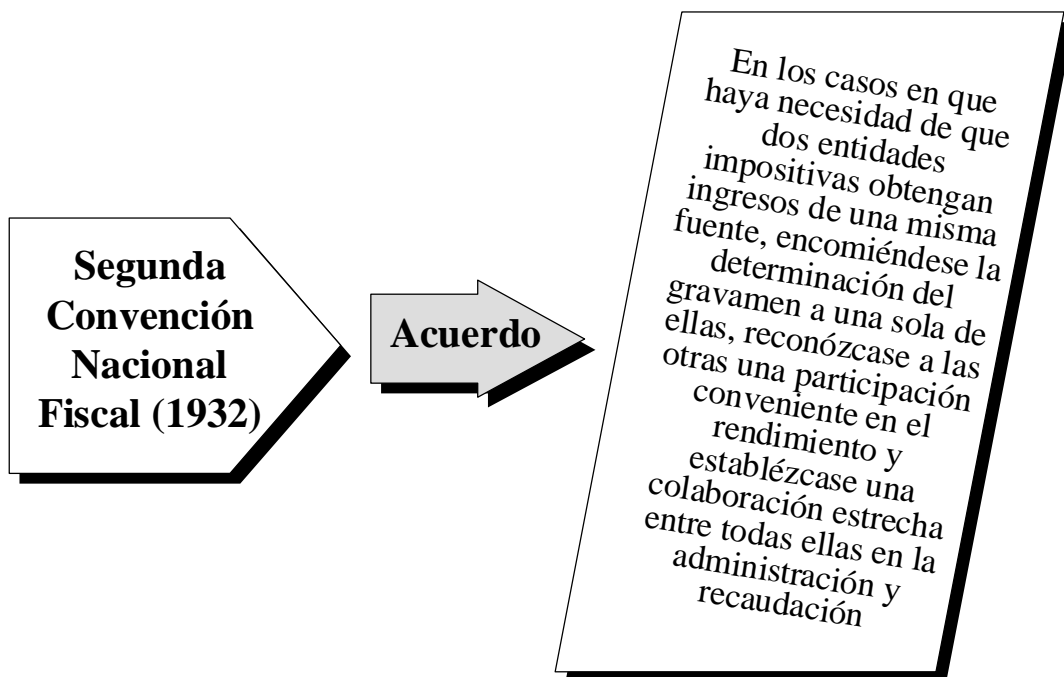 Segunda
Convención
Nacional
Fiscal (1932)
Acuerdo
En los casos en que
haya necesidad de que
dos entidades
impositivas obtengan
ingresos de una misma
fuente, encomiéndese la
determinación del
gravamen a una sola de
ellas, reconózcase a las
otras una participación
conveniente en el
rendimiento y
establézcase una
colaboración estrecha
entre todas ellas en la
administración y
recaudación